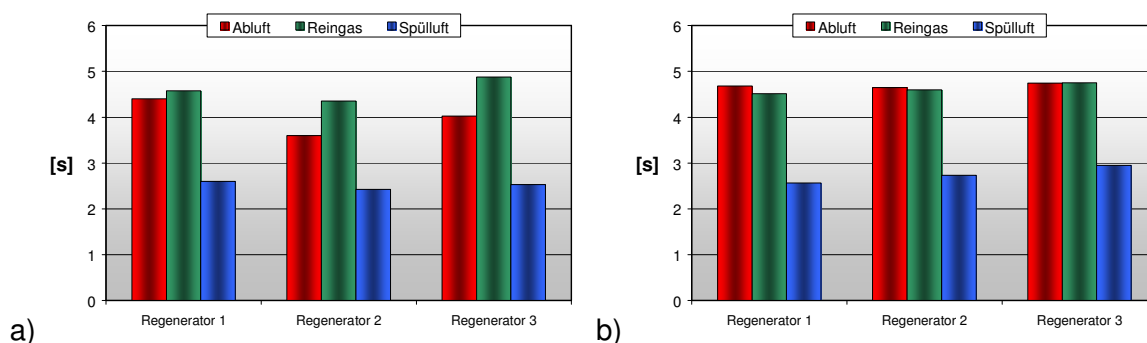 Abluft Reingas Spülluft
6
5
4
3
2
1
0
[s]
Regenerator 1 Regenerator 2 Regenerator 3
a)
Abluft Reingas Spülluft
6
5
4
3
2
1
0
[s]
Regenerator 1 Regenerator 2 Regenerator 3
b)